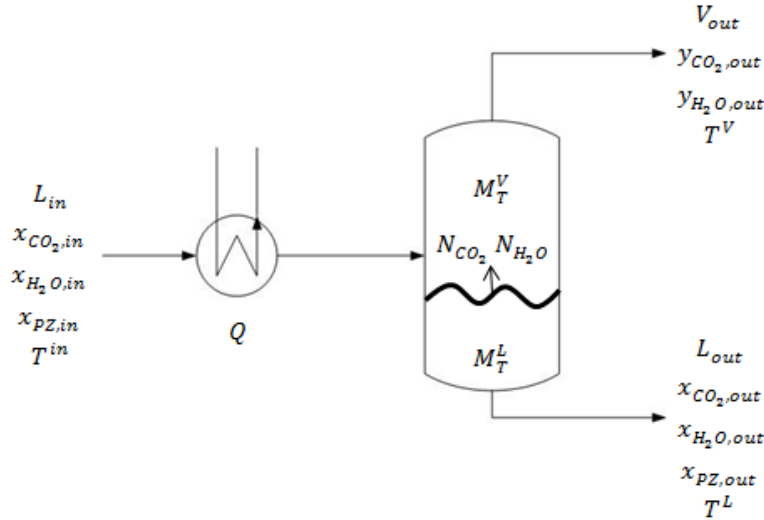 L_in
x_CO₂,in
x_H₂O,in
x_PZ,in
T^in
Q
M_T^V
N_CO₂ N_H₂O
M_T^L
V_out
y_CO₂,out
y_H₂O,out
T^V
L_out
x_CO₂,out
x_H₂O,out
x_PZ,out
T^L